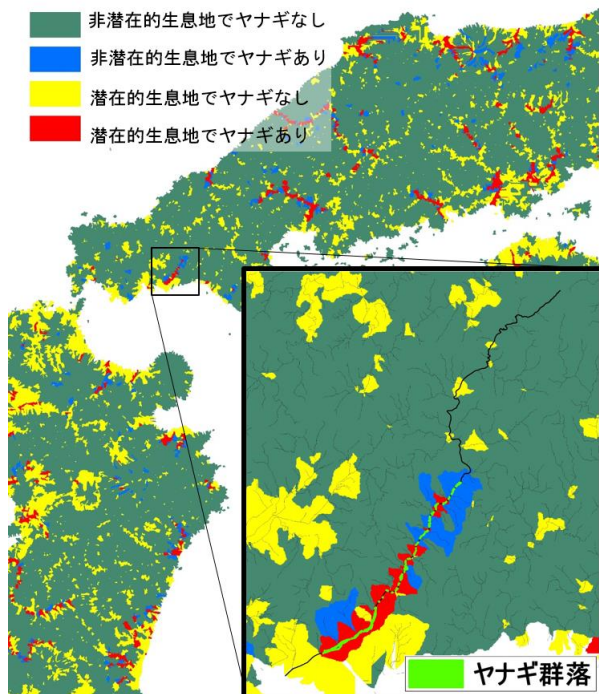 非潜在的生息地でヤナギなし
非潜在的生息地でヤナギあり
潜在的生息地でヤナギなし
潜在的生息地でヤナギあり
ヤナギ群落